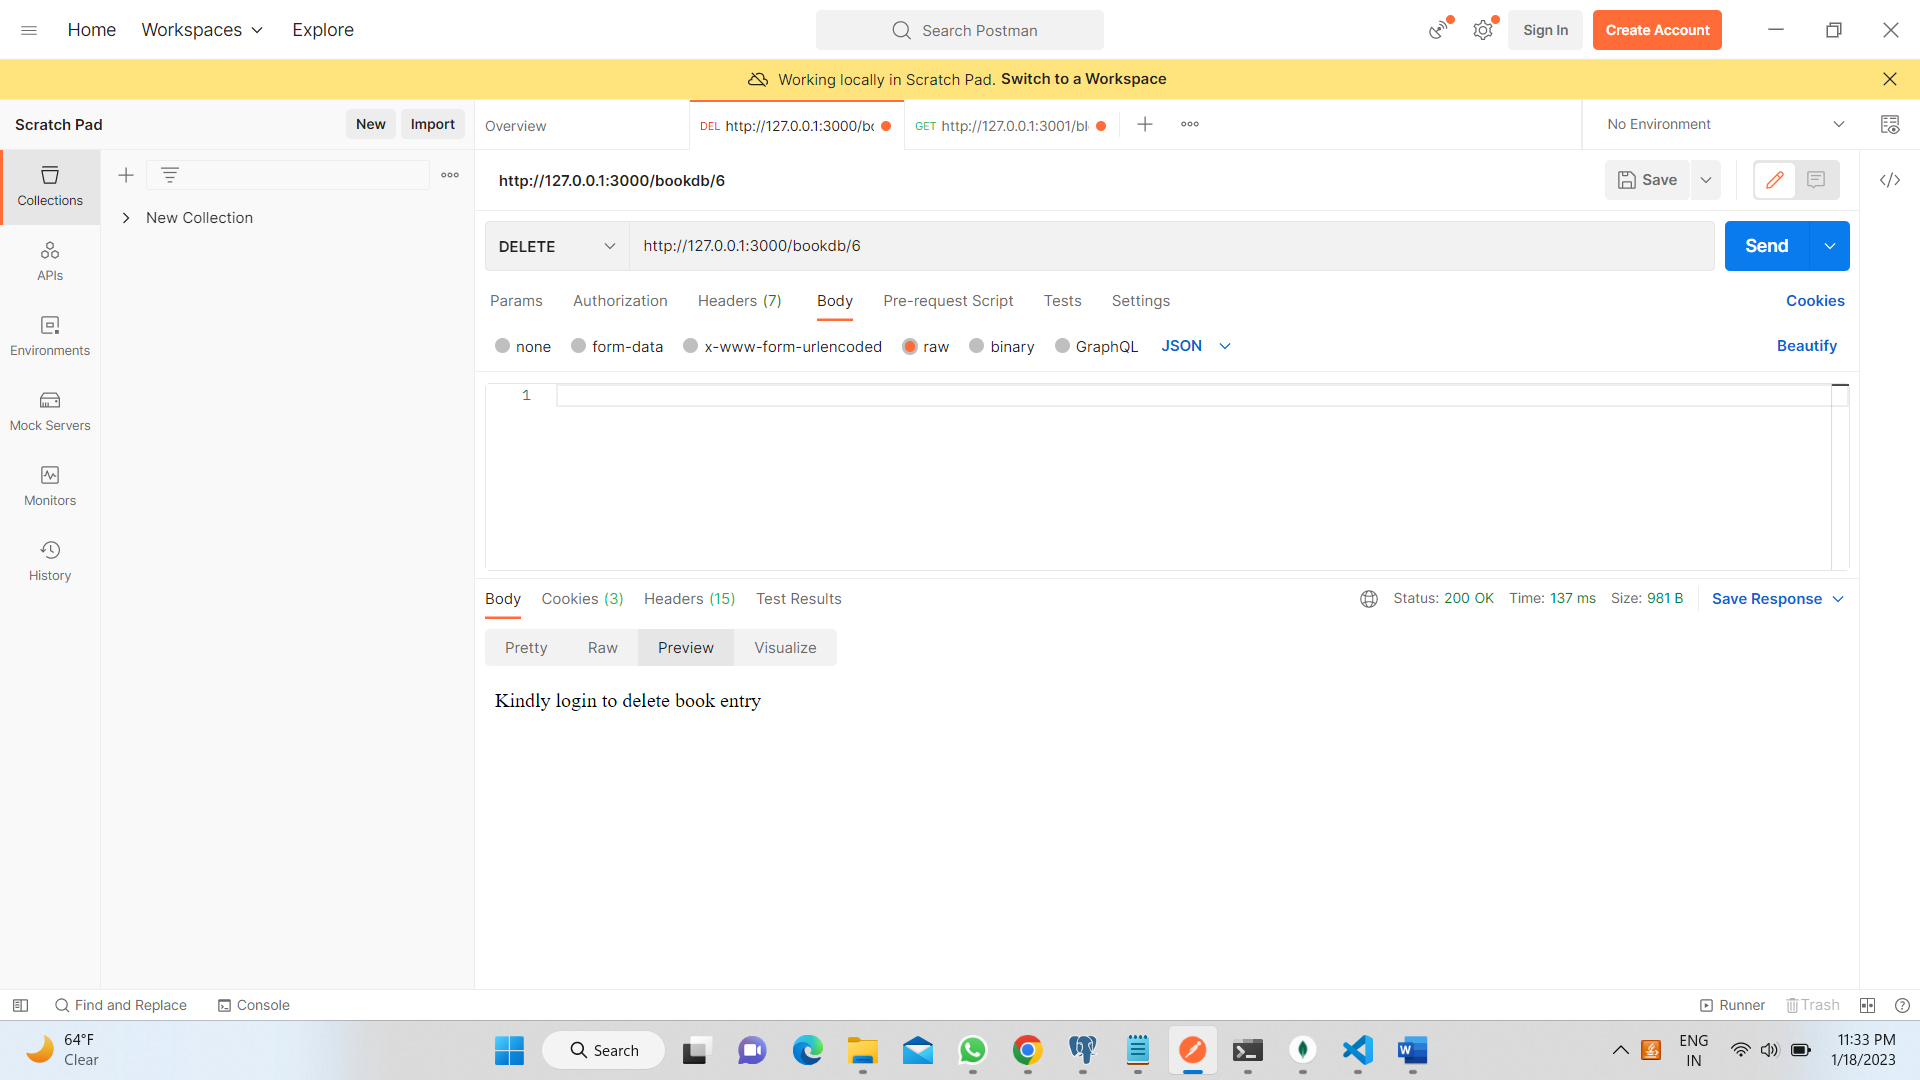 Home Workspaces Explore
Search Postman
Sign In Create Account
Working locally in Scratch Pad. Switch to a Workspace
Scratch Pad New Import
Overview
DEL http://127.0.0.1:3000/bo
GET http://127.0.0.1:3001/bl
No Environment
Collections
New Collection
APIs
Environments
Mock Servers
Monitors
History
http://127.0.0.1:3000/bookdb/6
Save
DELETE http://127.0.0.1:3000/bookdb/6 Send
Params Authorization Headers (7) Body Pre-request Script Tests Settings Cookies
none form-data x-www-form-urlencoded raw binary GraphQL JSON Beautify
1
Body Cookies (3) Headers (15) Test Results Status: 200 OK Time: 137 ms Size: 981 B Save Response
Pretty Raw Preview Visualize
Kindly login to delete book entry
Find and Replace Console Runner Trash
64°F
Clear
Search
ENG
IN
11:33 PM
1/18/2023